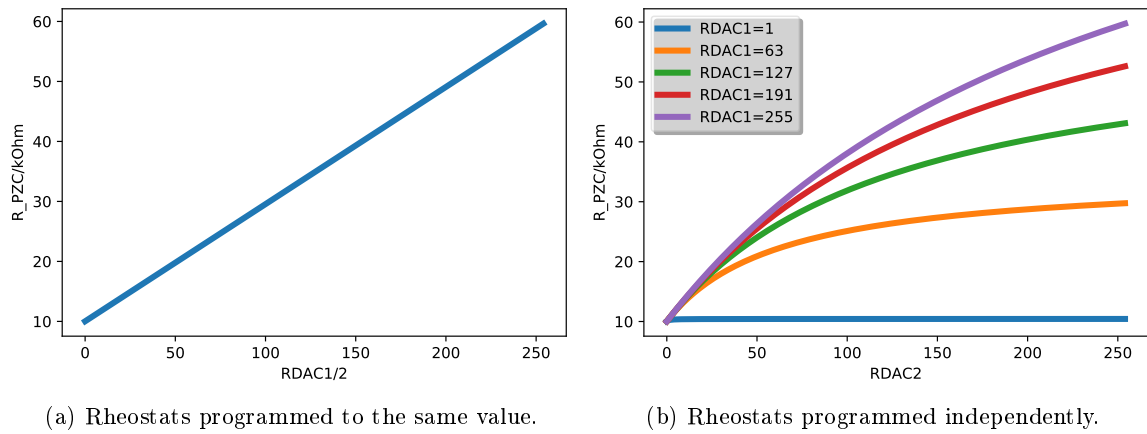 60
50
40
30
20
10
R_PZC/kOhm
0 50 100 150 200 250
RDAC1/2
(a) Rheostats programmed to the same value.
60
50
40
30
20
10
R_PZC/kOhm
RDAC1=1
RDAC1=63
RDAC1=127
RDAC1=191
RDAC1=255
0 50 100 150 200 250
RDAC2
(b) Rheostats programmed independently.